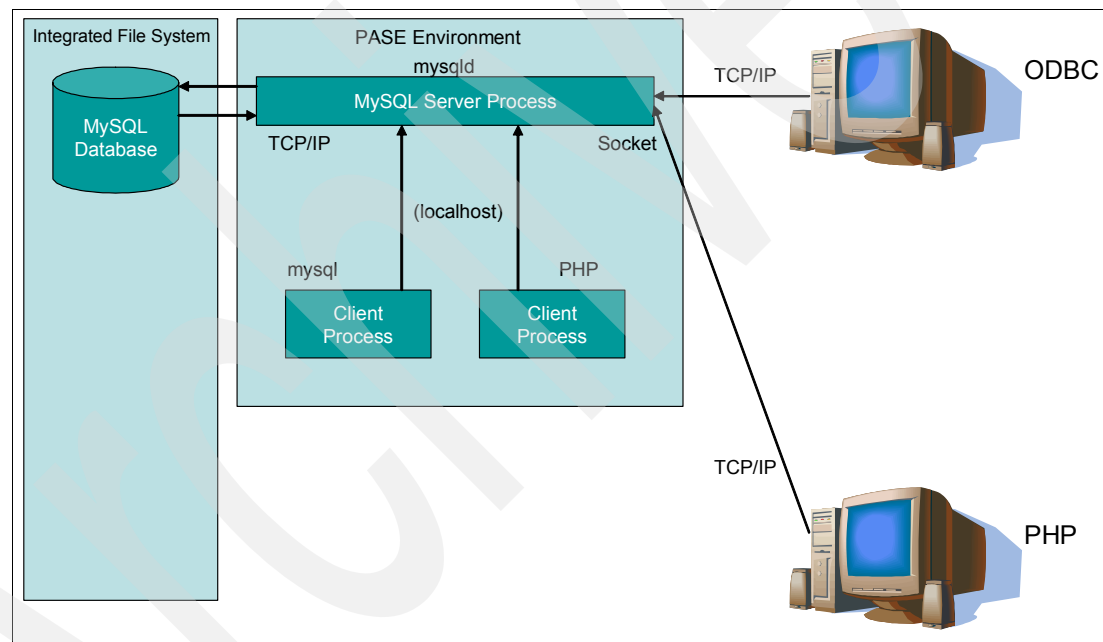 Integrated File System
PASE Environment
mysqld
MySQL Server Process
MySQL
Database
TCP/IP
Socket
(localhost)
mysql
PHP
Client
Process
Client
Process
TCP/IP
ODBC
TCP/IP
PHP